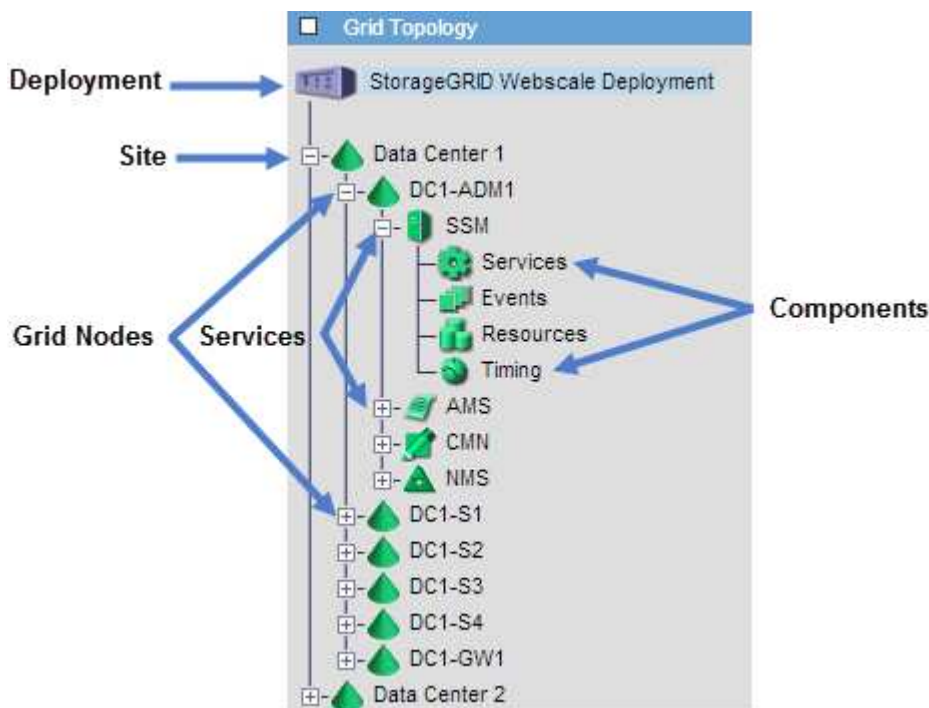 Grid Topology
Deployment
StorageGRID Webscale Deployment
Site
Data Center 1
DC1-ADM1
SSM
Services
Events
Grid Nodes
Services
Resources
Components
Timing
AMS
CMN
NMS
DC1-S1
DC1-S2
DC1-S3
DC1-S4
DC1-GW1
Data Center 2